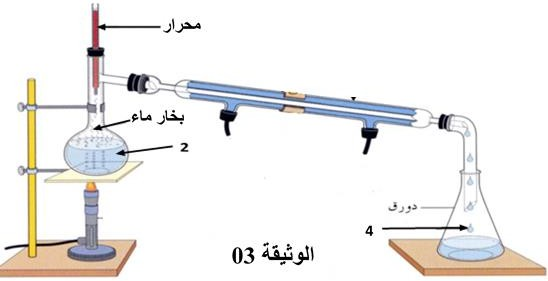 محرار
بخار ماء
2
دورق
4
الوثيقة 03